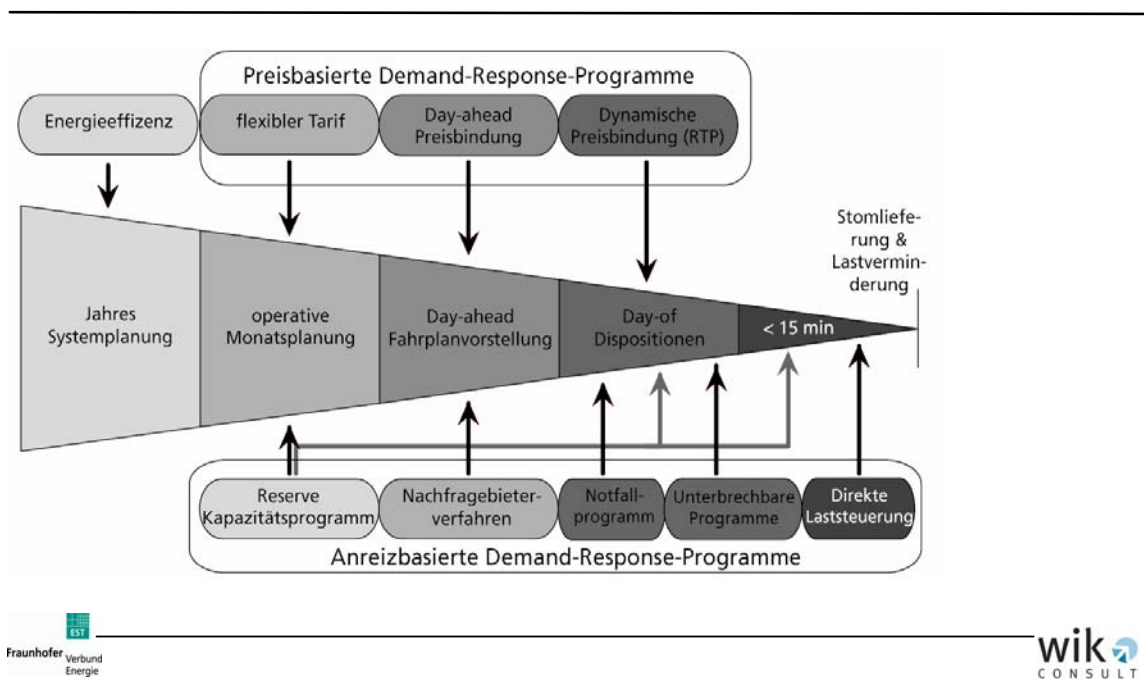 Preisbasierte Demand-Response-Programme
Energieeffizenz
flexibler Tarif
Day-ahead
Preisbindung
Dynamische
Preisbindung (RTP)
Stomliefe-
rung &
Lastvermin-
derung
Jahres
Systemplanung
operative
Monatsplanung
Day-ahead
Fahrplanvorstellung
Day-of
Dispositionen
< 15 min
Reserve
Kapazitätsprogramm
Nachfragebieter-
verfahren
Notfall-
programm
Unterbrechbare
Programme
Direkte
Laststeuerung
Anreizbasierte Demand-Response-Programme
EST
Fraunhofer Verbund
Energie
wik
CONSULT